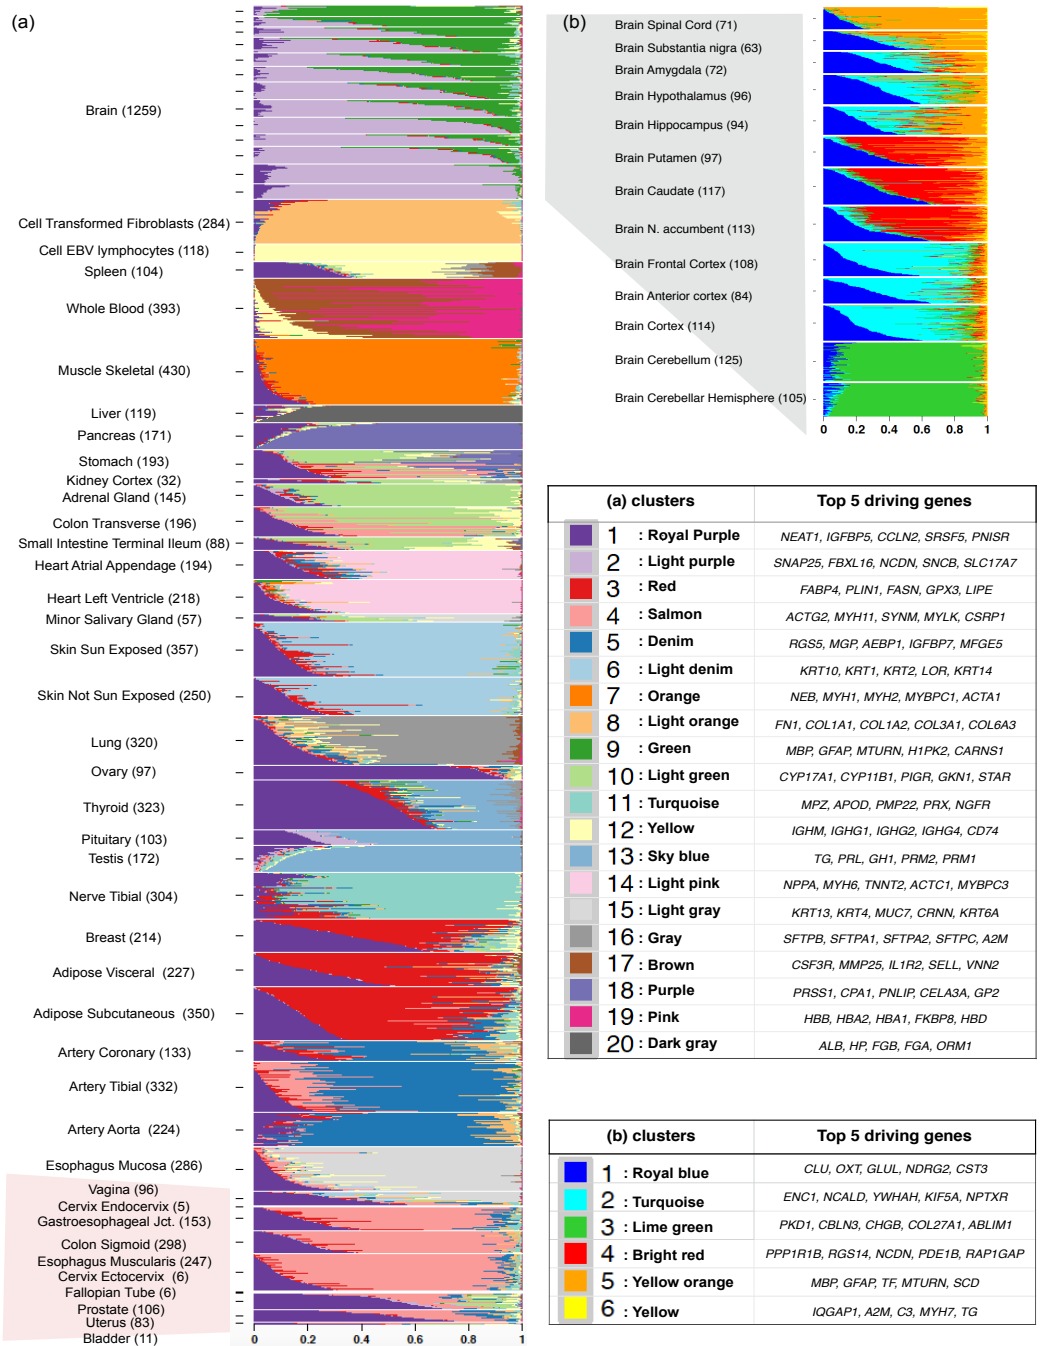 (a)
Brain (1259)
Cell Transformed Fibroblasts (284)
Cell EBV lymphocytes (118)
Spleen (104)
Whole Blood (393)
Muscle Skeletal (430)
Liver (119)
Pancreas (171)
Stomach (193)
Kidney Cortex (32)
Adrenal Gland (145)
Colon Transverse (196)
Small Intestine Terminal Ileum (88)
Heart Atrial Appendage (194)
Heart Left Ventricle (218)
Minor Salivary Gland (57)
Skin Sun Exposed (357)
Skin Not Sun Exposed (250)
Lung (320)
Ovary (97)
Thyroid (323)
Pituitary (103)
Testis (172)
Nerve Tibial (304)
Breast (214)
Adipose Visceral (227)
Adipose Subcutaneous (350)
Artery Coronary (133)
Artery Tibial (332)
Artery Aorta (224)
Esophagus Mucosa (286)
Vagina (96)
Cervix Endocervix (5)
Gastroesophageal Jct. (153)
Colon Sigmoid (298)
Esophagus Muscularis (247)
Cervix Ectocervix (6)
Fallopian Tube (6)
Prostate (106)
Uterus (83)
Bladder (11)
0 0.2 0.4 0.6 0.8 1
(b)
Brain Spinal Cord (71)
Brain Substantia nigra (63)
Brain Amygdala (72)
Brain Hypothalamus (96)
Brain Hippocampus (94)
Brain Putamen (97)
Brain Caudate (117)
Brain N. accumbent (113)
Brain Frontal Cortex (108)
Brain Anterior cortex (84)
Brain Cortex (114)
Brain Cerebellum (125)
Brain Cerebellar Hemisphere (105)
0 0.2 0.4 0.6 0.8 1
(a) clusters Top 5 driving genes
1 : Royal Purple NEAT1, IGFBP5, CCLN2, SRSF5, PNISR
2 : Light purple SNAP25, FBXL16, NCDN, SNCB, SLC17A7
3 : Red FABP4, PLIN1, FASN, GPX3, LIPE
4 : Salmon ACTG2, MYH11, SYNM, MYLK, CSRP1
5 : Denim RGS5, MGP, AEBP1, IGFBP7, MFGE5
6 : Light denim KRT10, KRT1, KRT2, LOR, KRT14
7 : Orange NEB, MYH1, MYH2, MYBPC1, ACTA1
8 : Light orange FN1, COL1A1, COL1A2, COL3A1, COL6A3
9 : Green MBP, GFAP, MTURN, H1PK2, CARNS1
10 : Light green CYP17A1, CYP11B1, PIGR, GKN1, STAR
11 : Turquoise MPZ, APOD, PMP22, PRX, NGFR
12 : Yellow IGHM, IGHG1, IGHG2, IGHG4, CD74
13 : Sky blue TG, PRL, GH1, PRM2, PRM1
14 : Light pink NPPA, MYH6, TNNT2, ACTC1, MYBPC3
15 : Light gray KRT13, KRT4, MUC7, CRNN, KRT6A
16 : Gray SFTPB, SFTPA1, SFTPA2, SFTPC, A2M
17 : Brown CSF3R, MMP25, IL1R2, SELL, VNN2
18 : Purple PRSS1, CPA1, PNLIP, CELA3A, GP2
19 : Pink HBB, HBA2, HBA1, FKBP8, HBD
20 : Dark gray ALB, HP, FGB, FGA, ORM1
(b) clusters Top 5 driving genes
1 : Royal blue CLU, OXT, GLUL, NDRG2, CST3
2 : Turquoise ENC1, NCALD, YWHAH, KIF5A, NPTXR
3 : Lime green PKD1, CBLN3, CHGB, COL27A1, ABLIM1
4 : Bright red PPP1R1B, RGS14, NCDN, PDE1B, RAP1GAP
5 : Yellow orange MBP, GFAP, TF, MTURN, SCD
6 : Yellow IQGAP1, A2M, C3, MYH7, TG